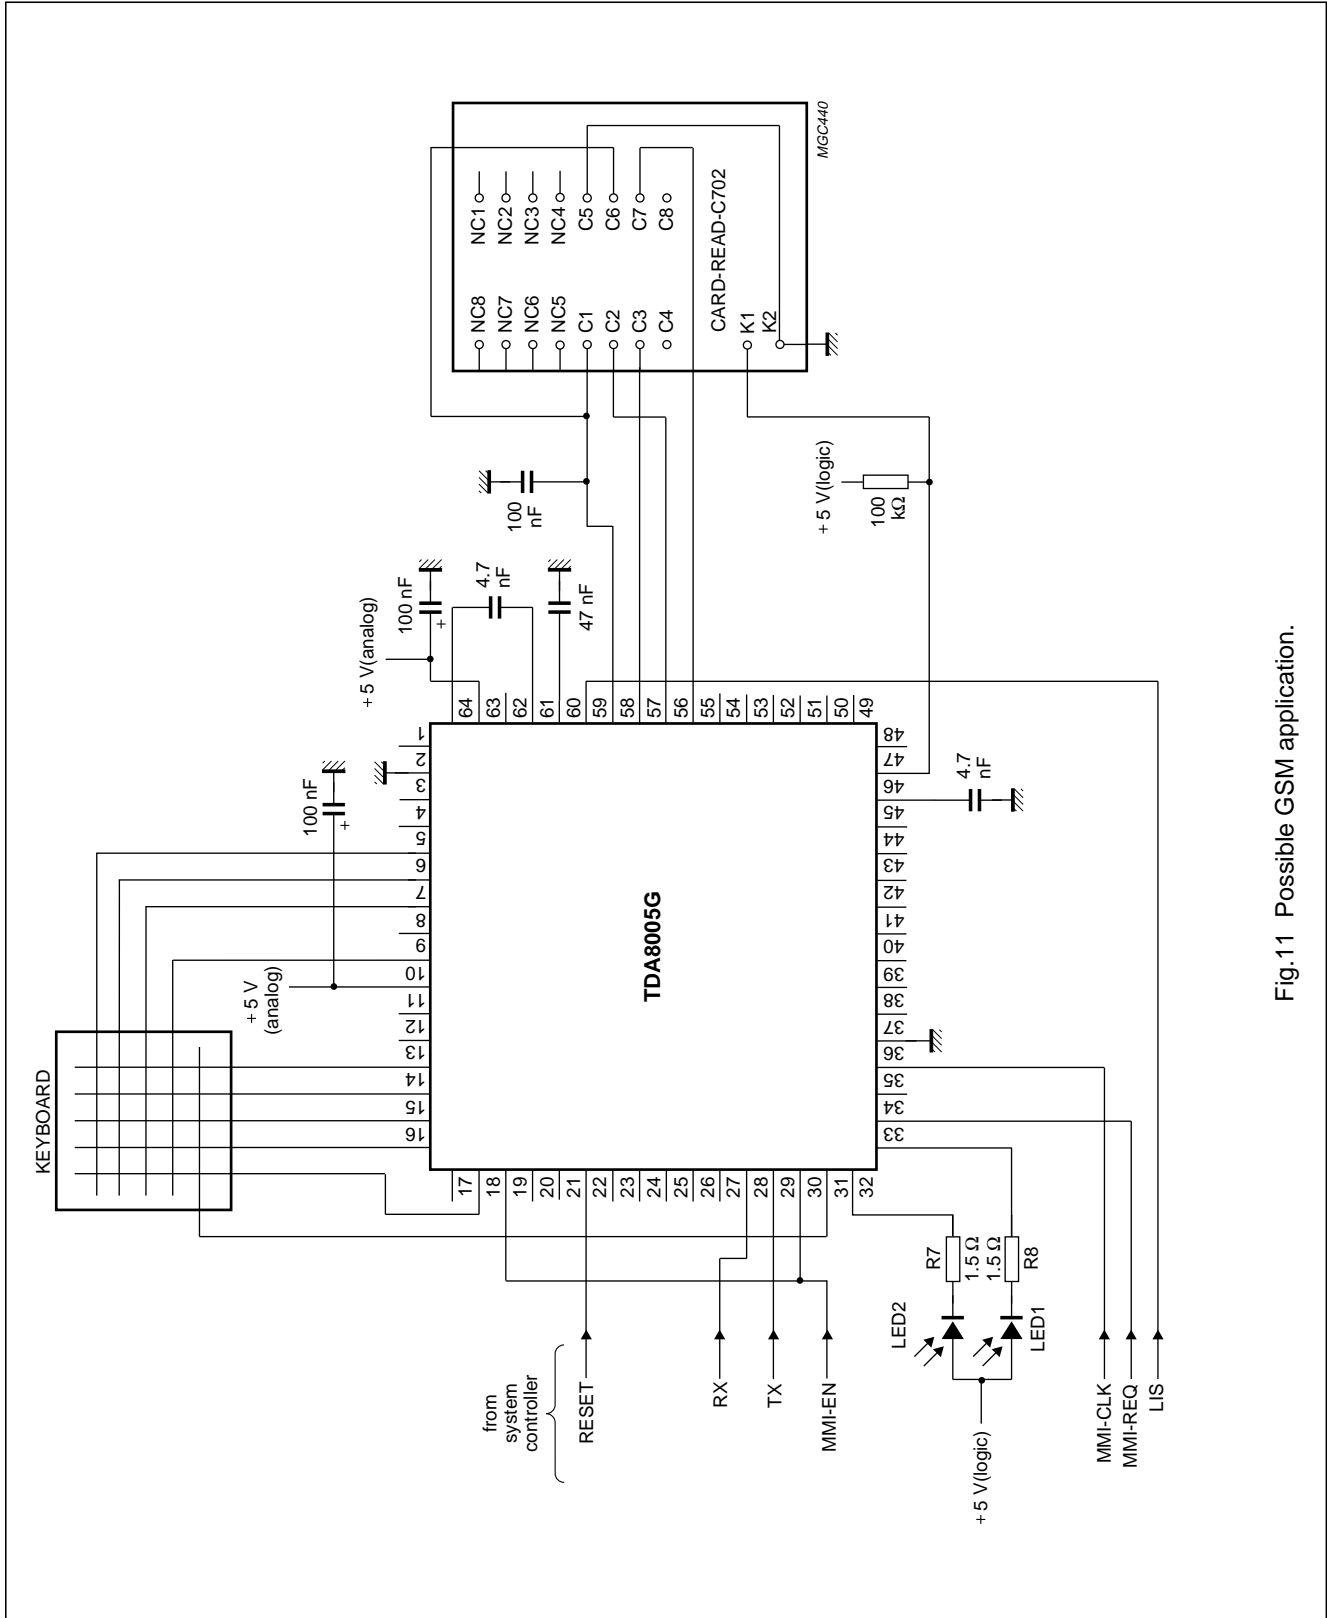 KEYBOARD
+ 5 V
(analog)
100 nF
+
+ 5 V(analog)
100 nF
+
4.7
nF
47 nF
100
nF
NC8
NC7
NC6
NC5
C1
C2
C3
C4
NC1
NC2
NC3
NC4
C5
C6
C7
C8
CARD-READ-C702
K1
K2
MGC440
+ 5 V(logic)
100
kΩ
4.7
nF
TDA8005G
1
2
3
4
5
6
7
8
9
10
11
12
13
14
15
16
17
18
19
20
21
22
23
24
25
26
27
28
29
30
31
32
33
34
35
36
37
38
39
40
41
42
43
44
45
46
47
48
49
50
51
52
53
54
55
56
57
58
59
60
61
62
63
64
from
system
controller
RESET
RX
TX
MMI-EN
LED2
R7
1.5 Ω
1.5 Ω
R8
LED1
+ 5 V(logic)
MMI-CLK
MMI-REQ
LIS
Fig.11 Possible GSM application.